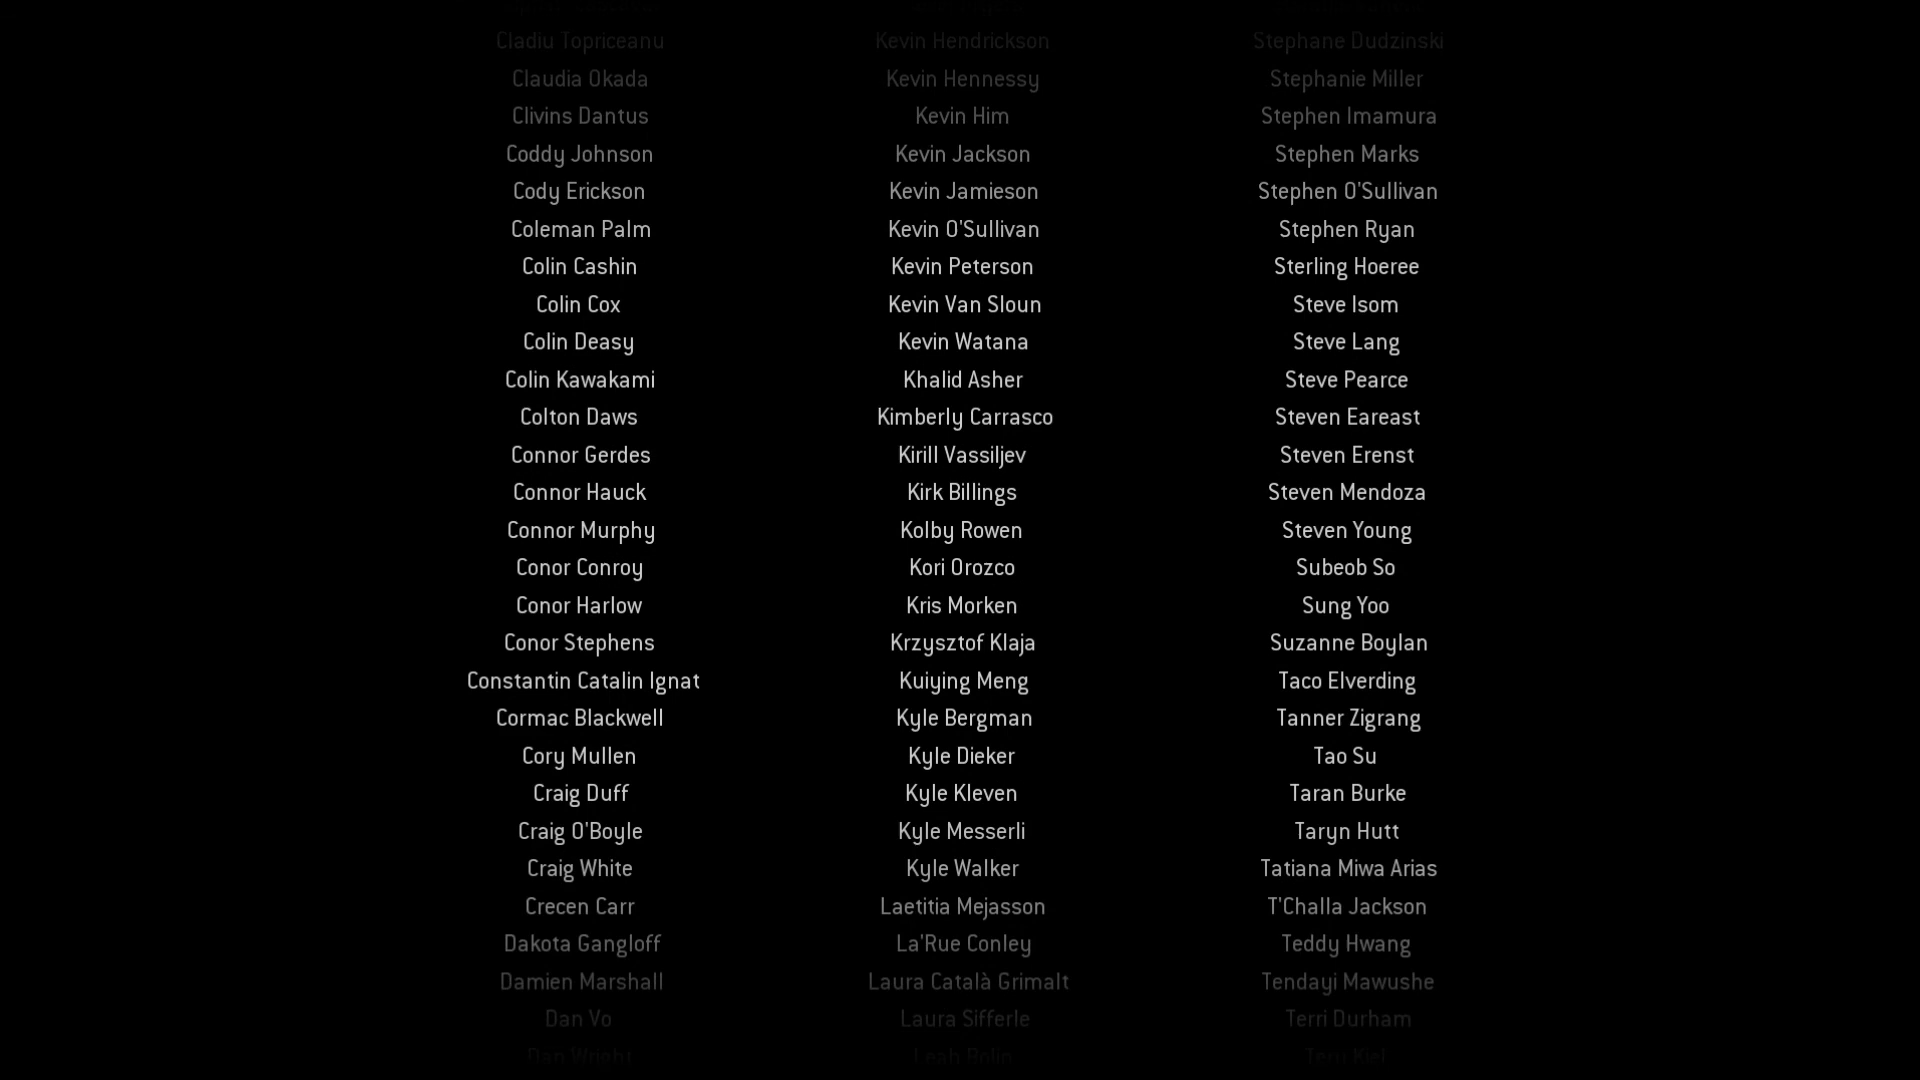 Cladiu Topriceanu
Claudia Okada
Clivins Dantus
Coddy Johnson
Cody Erickson
Coleman Palm
Colin Cashin
Colin Cox
Colin Deasy
Colin Kawakami
Colton Daws
Connor Gerdes
Connor Hauck
Connor Murphy
Conor Conroy
Conor Harlow
Conor Stephens
Constantin Catalin Ignat
Cormac Blackwell
Cory Mullen
Craig Duff
Craig O'Boyle
Craig White
Crecen Carr
Dakota Gangloff
Damien Marshall
Dan Vo
Dan Wright
Kevin Hendrickson
Kevin Hennessy
Kevin Him
Kevin Jackson
Kevin Jamieson
Kevin O'Sullivan
Kevin Peterson
Kevin Van Sloun
Kevin Watana
Khalid Asher
Kimberly Carrasco
Kirill Vassiljev
Kirk Billings
Kolby Rowen
Kori Orozco
Kris Morken
Krzysztof Klaja
Kuiying Meng
Kyle Bergman
Kyle Dieker
Kyle Kleven
Kyle Messerli
Kyle Walker
Laetitia Mejasson
La'Rue Conley
Laura Català Grimalt
Laura Sifferle
Leah Bolin
Stephane Dudzinski
Stephanie Miller
Stephen Imamura
Stephen Marks
Stephen O'Sullivan
Stephen Ryan
Sterling Hoeree
Steve Isom
Steve Lang
Steve Pearce
Steven Eareast
Steven Erenst
Steven Mendoza
Steven Young
Subeob So
Sung Yoo
Suzanne Boylan
Taco Elverding
Tanner Zigrang
Tao Su
Taran Burke
Taryn Hutt
Tatiana Miwa Arias
T'Challa Jackson
Teddy Hwang
Tendayi Mawushe
Terri Durham
Tery Kiel